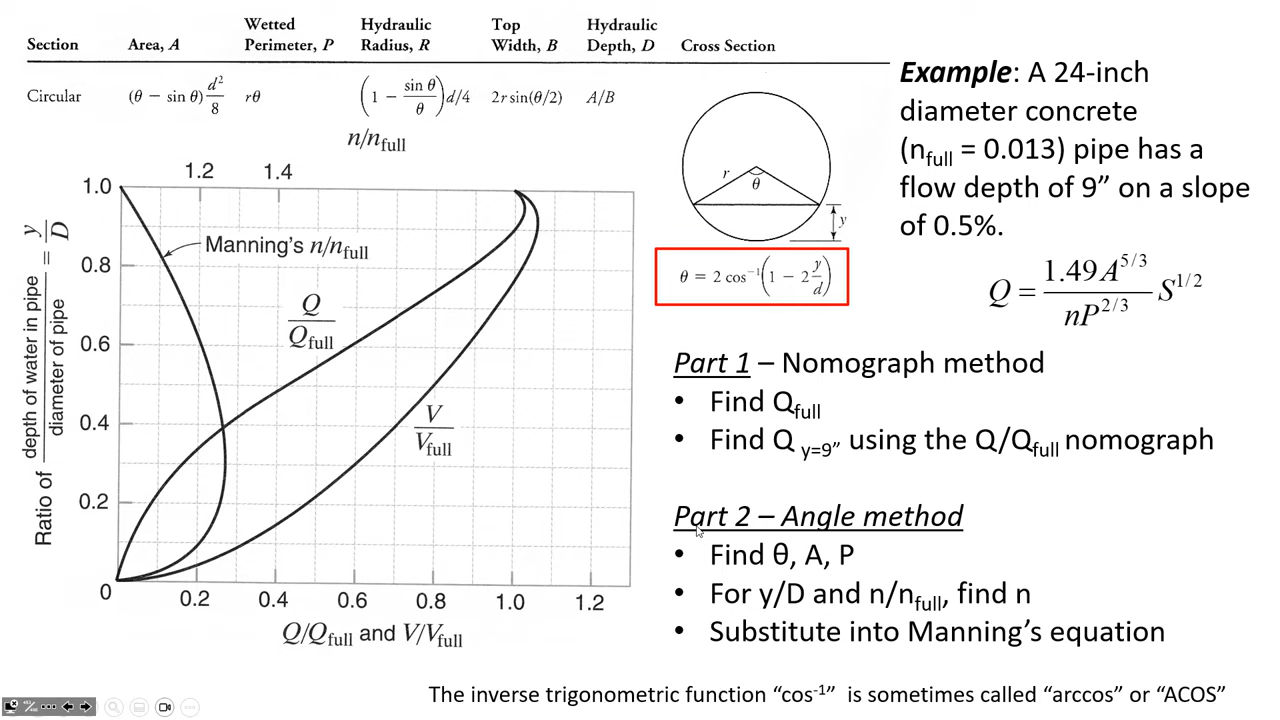 Section Area, A Wetted Perimeter, P Hydraulic Radius, R Top Width, B Hydraulic Depth, D Cross Section
Circular (θ − sin θ) d²/8 rθ (1 − sin θ/θ) d/4 2r sin(θ/2) A/B
n/n_full
1.2 1.4
1.0
0.8
0.6
0.4
0.2
0
Ratio of depth of water in pipe / diameter of pipe = y/D
Manning's n/n_full
Q/Q_full
V/V_full
0.2 0.4 0.6 0.8 1.0 1.2
Q/Q_full and V/V_full
r
θ
y
θ = 2 cos⁻¹(1 − 2 y/d)
Example: A 24-inch
diameter concrete
(n_full = 0.013) pipe has a
flow depth of 9” on a slope
of 0.5%.
Q = 1.49A^5/3 / nP^2/3 S^1/2
Part 1 – Nomograph method
• Find Q_full
• Find Q y=9” using the Q/Q_full nomograph
Part 2 – Angle method
• Find θ, A, P
• For y/D and n/n_full, find n
• Substitute into Manning’s equation
The inverse trigonometric function “cos⁻¹” is sometimes called “arccos” or “ACOS”